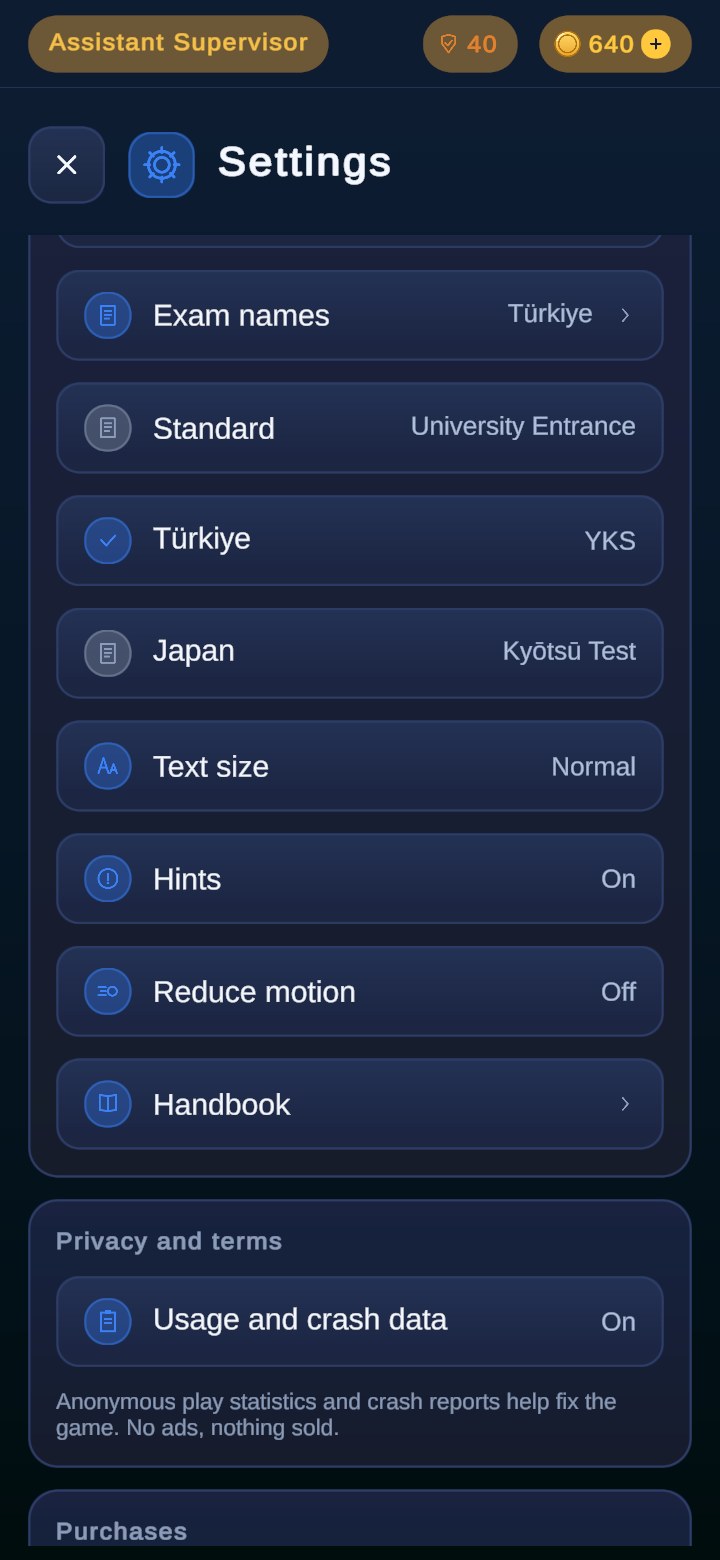 Assistant Supervisor
40
640
Settings
Exam names
Türkiye
Standard
University Entrance
Türkiye
YKS
Japan
Kyōtsū Test
Text size
Normal
Hints
On
Reduce motion
Off
Handbook
Privacy and terms
Usage and crash data
On
Anonymous play statistics and crash reports help fix the
game. No ads, nothing sold.
Purchases